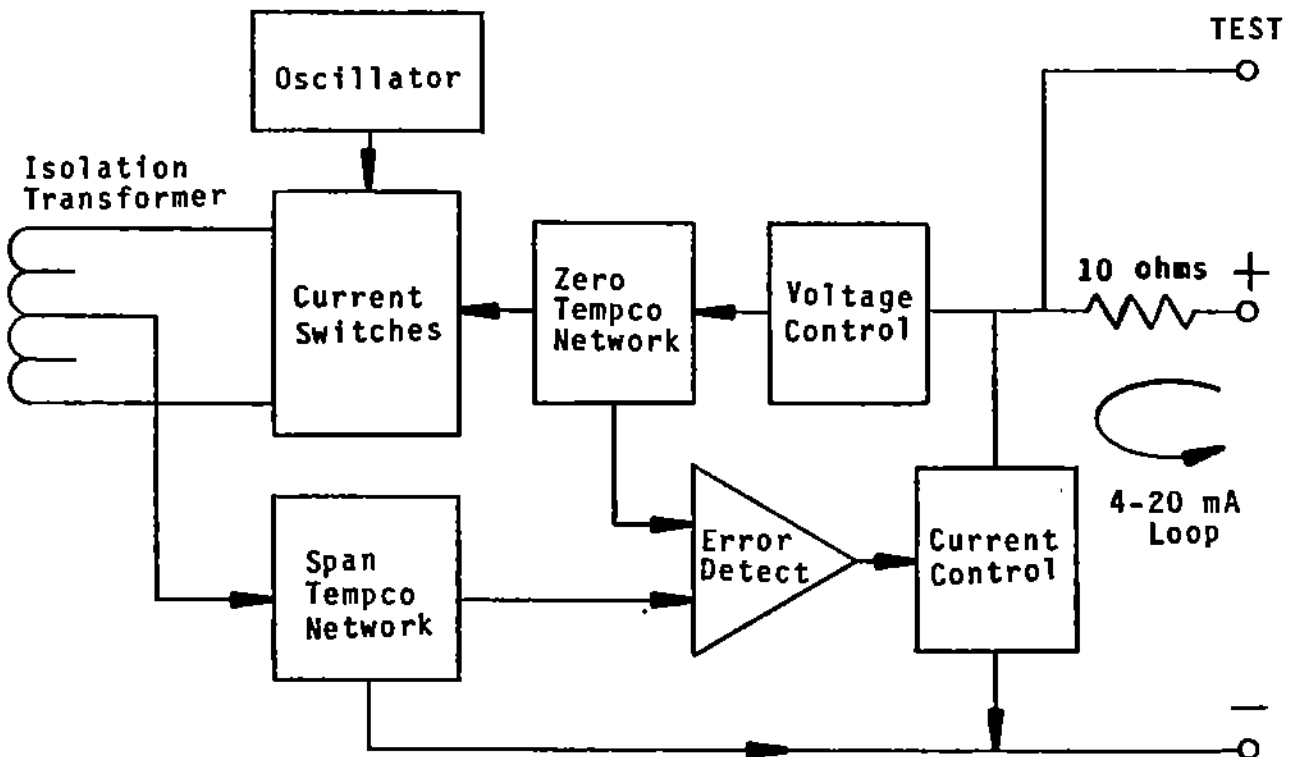 TEST
Oscillator
Isolation
Transformer
Current
Switches
Zero
Tempco
Network
Voltage
Control
10 ohms
+
4-20 mA
Loop
Error
Detect
Current
Control
Span
Tempco
Network
—